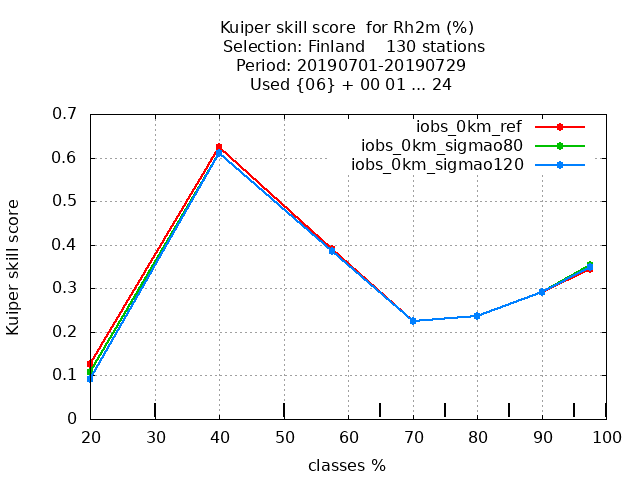 Kuiper skill score for Rh2m (%)
Selection: Finland 130 stations
Period: 20190701-20190729
Used {06} + 00 01 ... 24
iobs_0km_ref
iobs_0km_sigmao80
iobs_0km_sigmao120
Kuiper skill score
0.7
0.6
0.5
0.4
0.3
0.2
0.1
0
20 30 40 50 60 70 80 90 100
classes %